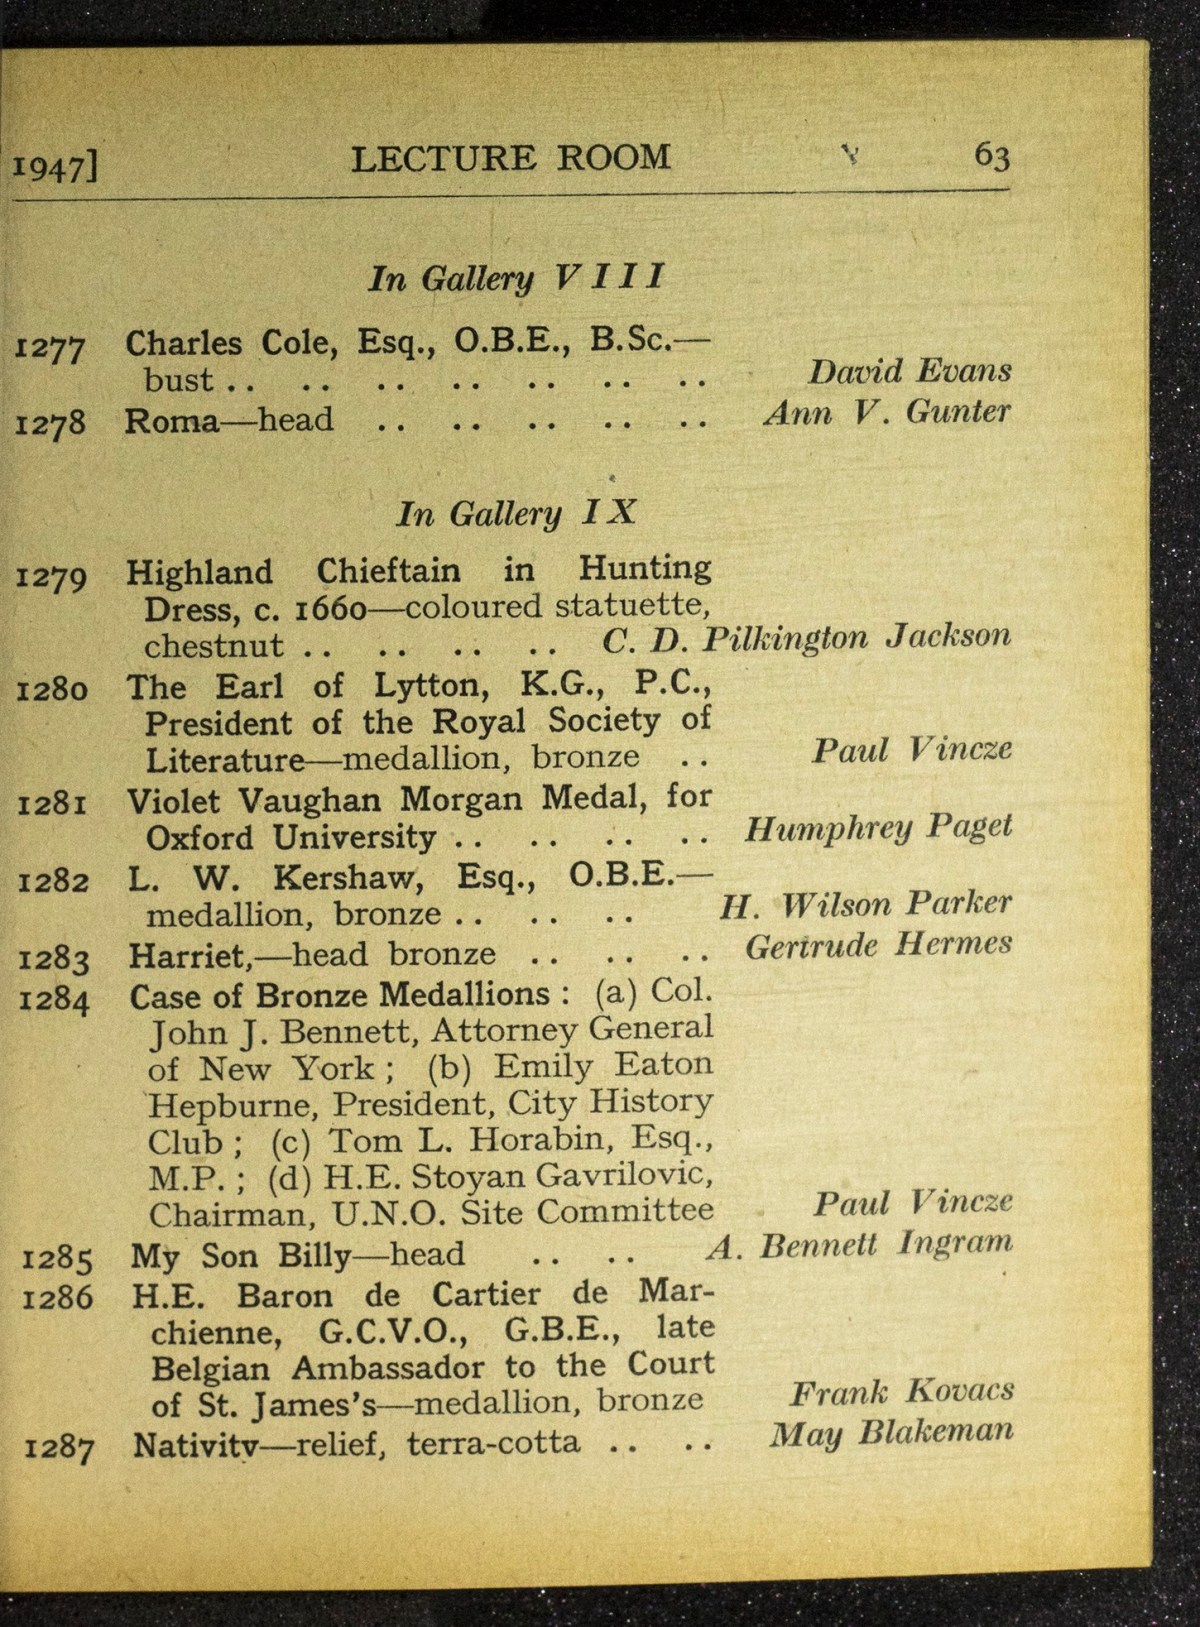 1947] LECTURE ROOM 63
In Gallery VIII
1277 Charles Cole, Esq., O.B.E., B.Sc.—
bust .. .. .. .. .. .. .. David Evans
1278 Roma—head .. .. .. .. .. Ann V. Gunter
In Gallery IX
1279 Highland Chieftain in Hunting
Dress, c. 1660—coloured statuette,
chestnut .. .. .. .. C. D. Pilkington Jackson
1280 The Earl of Lytton, K.G., P.C.,
President of the Royal Society of
Literature—medallion, bronze .. Paul Vincze
1281 Violet Vaughan Morgan Medal, for
Oxford University .. .. .. .. Humphrey Paget
1282 L. W. Kershaw, Esq., O.B.E.—
medallion, bronze .. .. .. H. Wilson Parker
1283 Harriet,—head bronze .. .. .. Gertrude Hermes
1284 Case of Bronze Medallions : (a) Col.
John J. Bennett, Attorney General
of New York ; (b) Emily Eaton
Hepburne, President, City History
Club ; (c) Tom L. Horabin, Esq.,
M.P. ; (d) H.E. Stoyan Gavrilovic,
Chairman, U.N.O. Site Committee Paul Vincze
1285 My Son Billy—head .. .. A. Bennett Ingram
1286 H.E. Baron de Cartier de Mar-
chienne, G.C.V.O., G.B.E., late
Belgian Ambassador to the Court
of St. James's—medallion, bronze Frank Kovacs
1287 Nativity—relief, terra-cotta .. .. May Blakeman